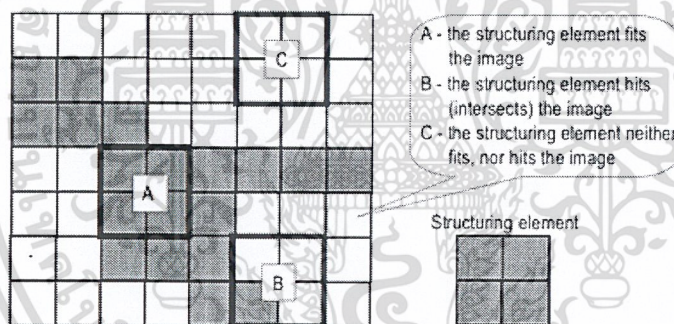 A - the structuring element fits
the image
B - the structuring element hits
(intersects) the image
C - the structuring element neither
fits, nor hits the image
C
A
B
Structuring element